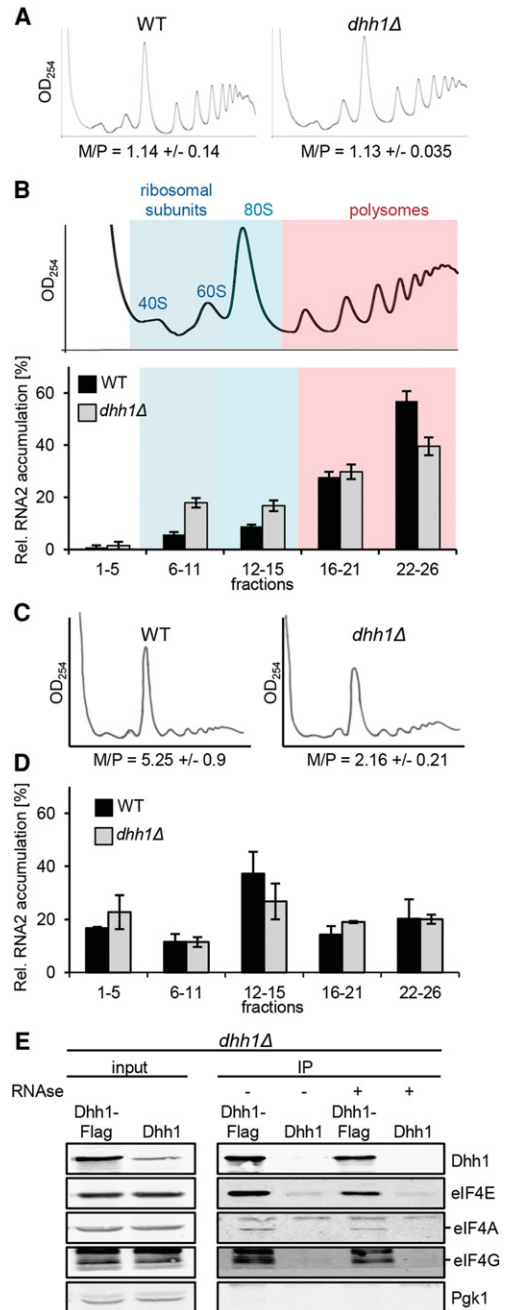 A
WT
dhh1Δ
OD254
M/P = 1.14 +/- 0.14
M/P = 1.13 +/- 0.035
B
ribosomal
subunits
80S
polysomes
OD254
40S
60S
Rel. RNA2 accumulation [%]
WT
dhh1Δ
60
40
20
0
1-5
6-11
12-15
16-21
22-26
fractions
C
WT
dhh1Δ
OD254
OD254
M/P = 5.25 +/- 0.9
M/P = 2.16 +/- 0.21
D
Rel. RNA2 accumulation [%]
WT
dhh1Δ
60
40
20
0
1-5
6-11
12-15
16-21
22-26
fractions
E
dhh1Δ
input
IP
RNAse
- - + +
Dhh1-
Flag
Dhh1
Dhh1-
Flag
Dhh1
Dhh1-
Flag
Dhh1
Dhh1
eIF4E
eIF4A
eIF4G
Pgk1